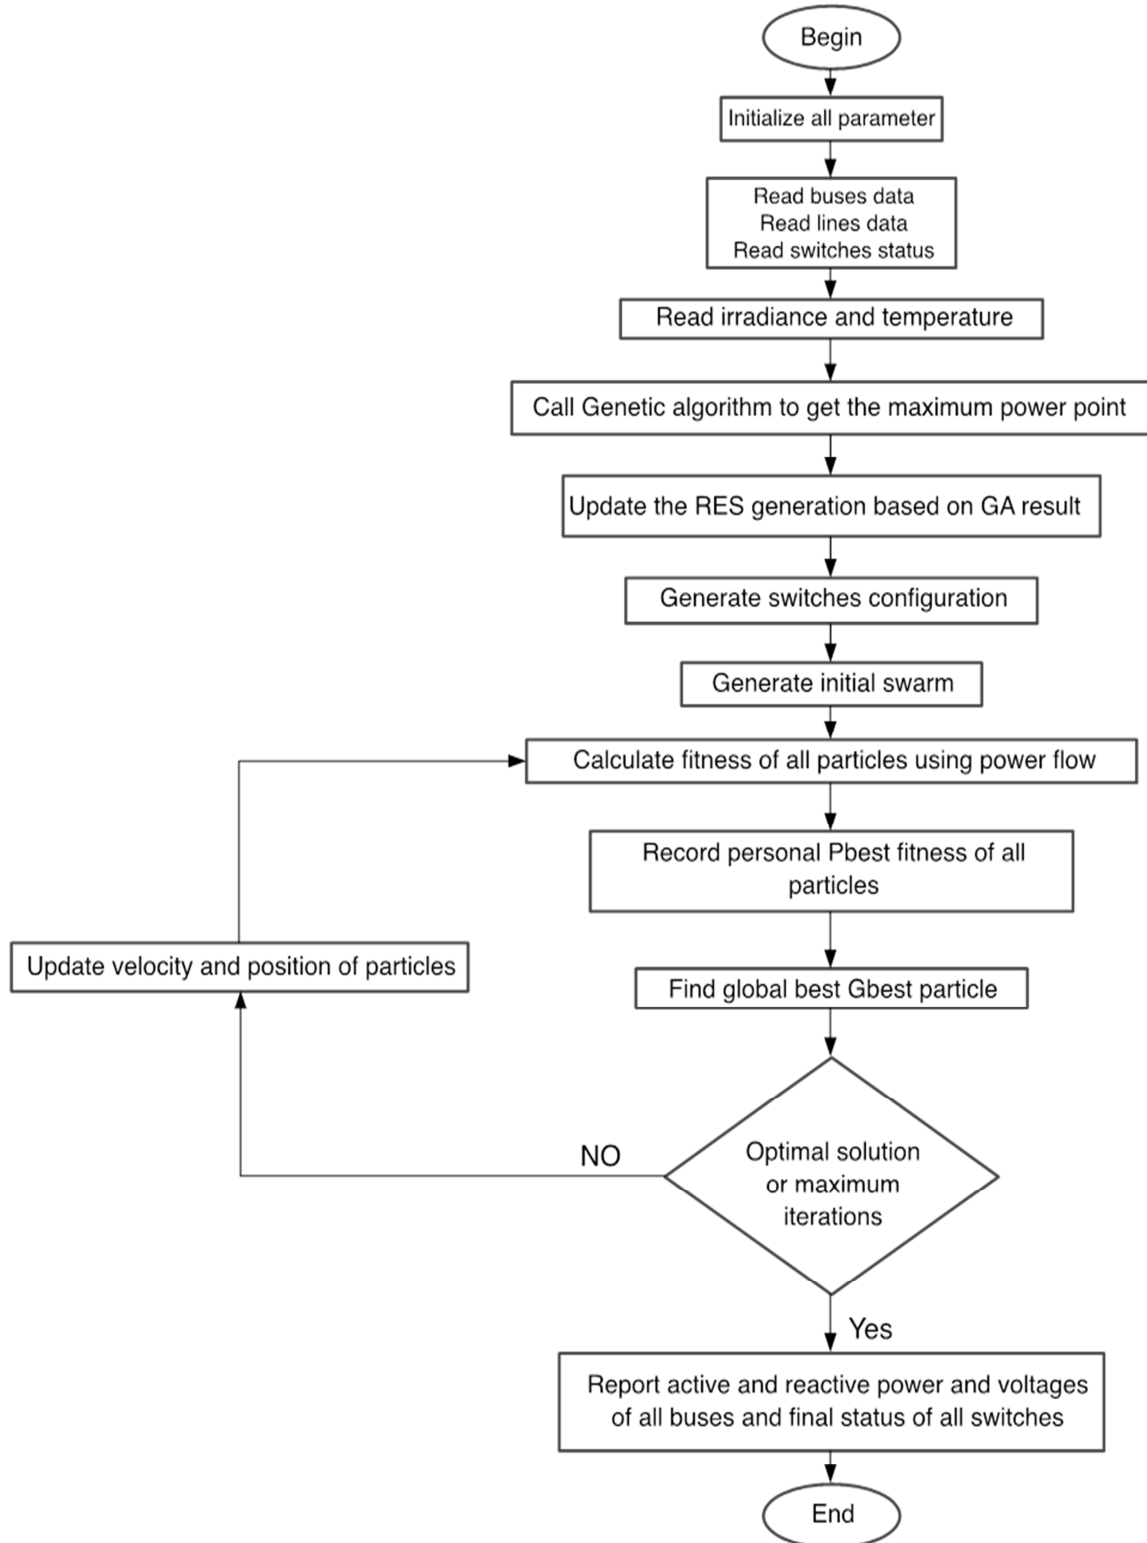 Begin
Initialize all parameter
Read buses data
Read lines data
Read switches status
Read irradiance and temperature
Call Genetic algorithm to get the maximum power point
Update the RES generation based on GA result
Generate switches configuration
Generate initial swarm
Calculate fitness of all particles using power flow
Record personal Pbest fitness of all
particles
Update velocity and position of particles
Find global best Gbest particle
NO
Optimal solution
or maximum
iterations
Yes
Report active and reactive power and voltages
of all buses and final status of all switches
End